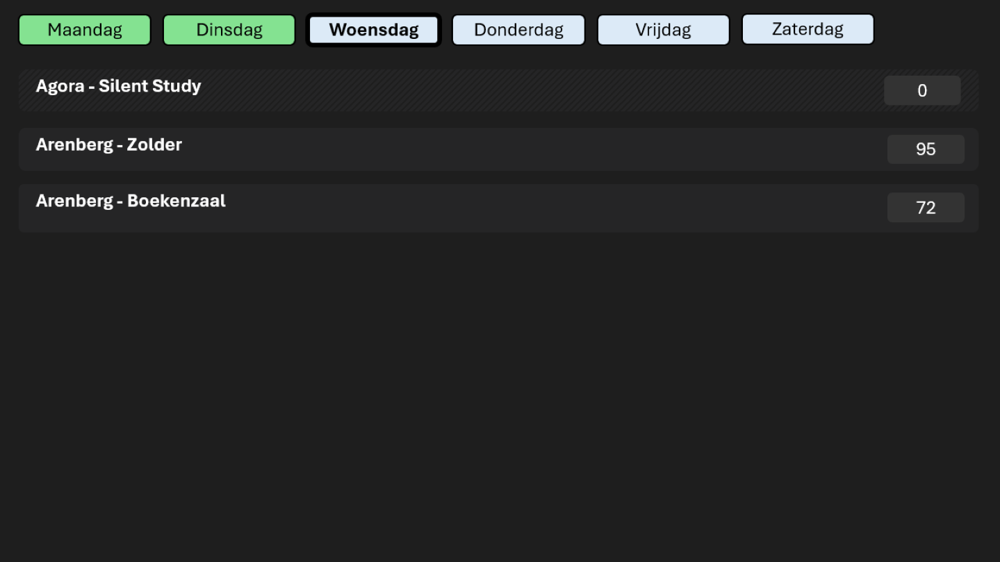 Maandag Dinsdag Woensdag Donderdag Vrijdag Zaterdag
Agora - Silent Study 0
Arenberg - Zolder 95
Arenberg - Boekenzaal 72